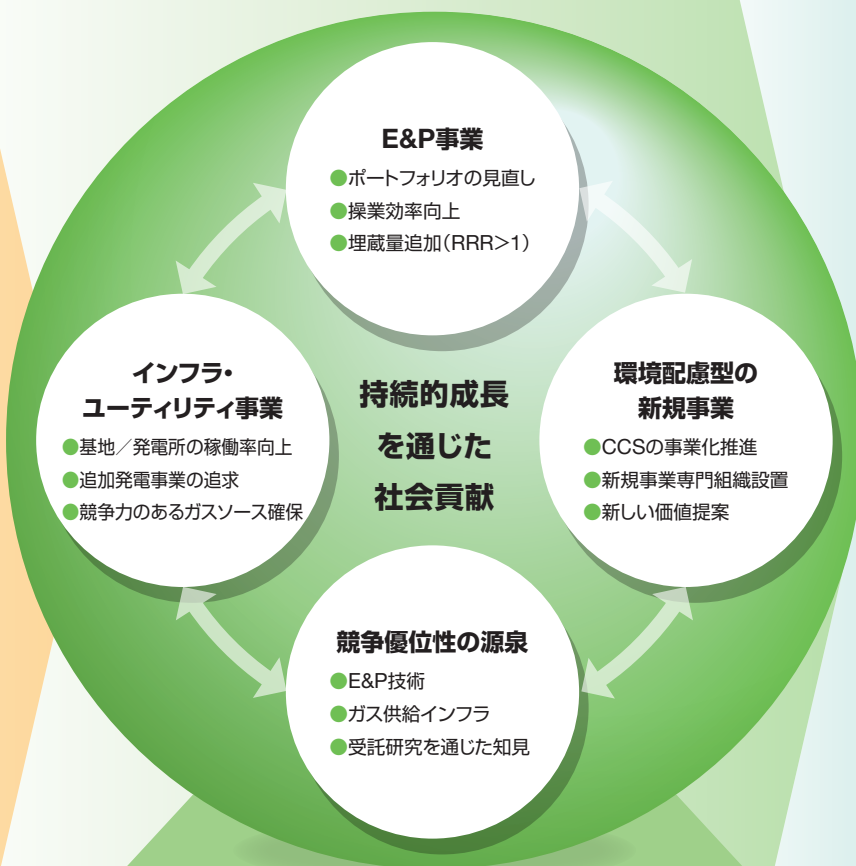 E&P事業
●ポートフォリオの見直し
●操業効率向上
●埋蔵量追加(RRR>1)
インフラ・
ユーティリティ事業
●基地／発電所の稼働率向上
●追加発電事業の追求
●競争力のあるガスソース確保
持続的成長
を通じた
社会貢献
環境配慮型の
新規事業
●CCSの事業化推進
●新規事業専門組織設置
●新しい価値提案
競争優位性の源泉
●E&P技術
●ガス供給インフラ
●受託研究を通じた知見